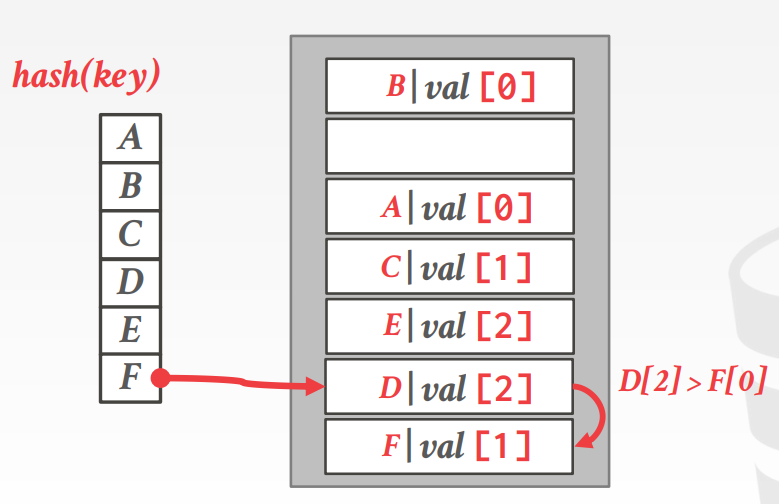 hash(key)
A
B
C
D
E
F
B|val [0]
A|val [0]
C|val [1]
E|val [2]
D|val [2]
F|val [1]
D[2] > F[0]